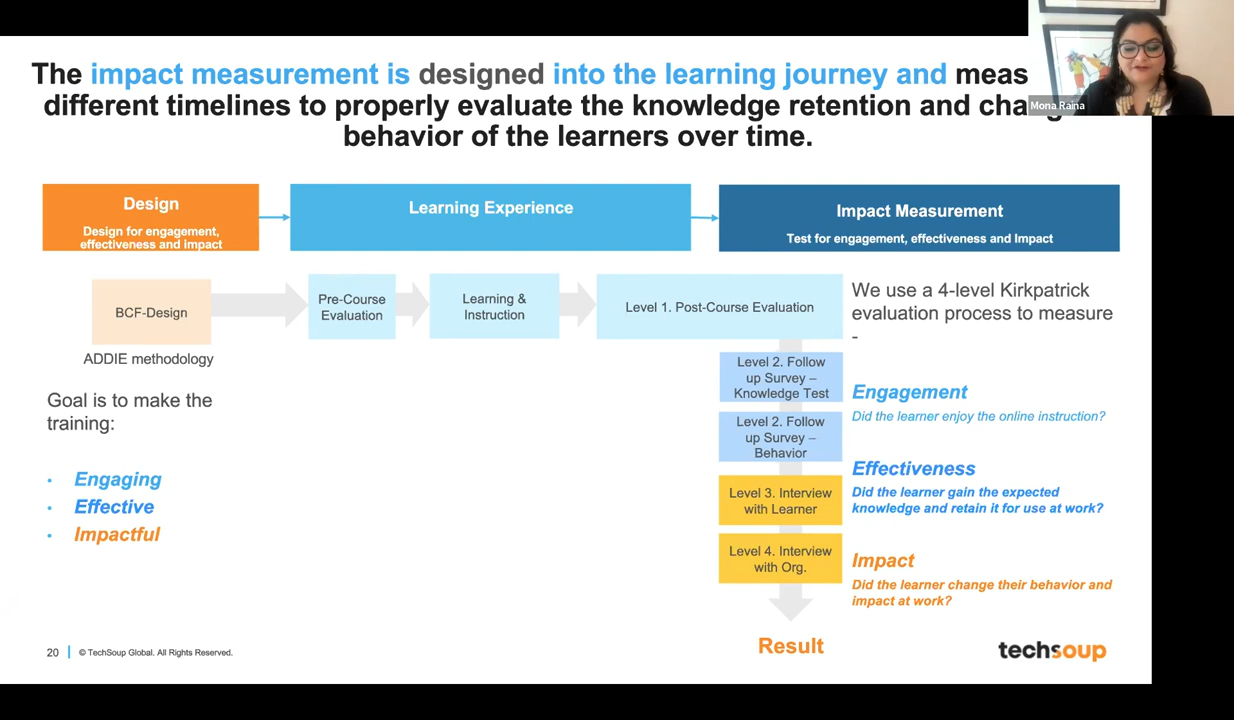 The impact measurement is designed into the learning journey and meas
different timelines to properly evaluate the knowledge retention and
behavior of the learners over time.
Mona Raina
Design
Design for engagement,
effectiveness and impact
Learning Experience
Impact Measurement
Test for engagement, effectiveness and Impact
BCF-Design
ADDIE methodology
Pre-Course
Evaluation
Learning &
Instruction
Level 1. Post-Course Evaluation
We use a 4-level Kirkpatrick
evaluation process to measure
-
Goal is to make the
training:
• Engaging
• Effective
• Impactful
Level 2. Follow
up Survey –
Knowledge Test
Level 2. Follow
up Survey –
Behavior
Level 3. Interview
with Learner
Level 4. Interview
with Org.
Result
Engagement
Did the learner enjoy the online instruction?
Effectiveness
Did the learner gain the expected
knowledge and retain it for use at work?
Impact
Did the learner change their behavior and
impact at work?
20
© TechSoup Global. All Rights Reserved.
techsoup